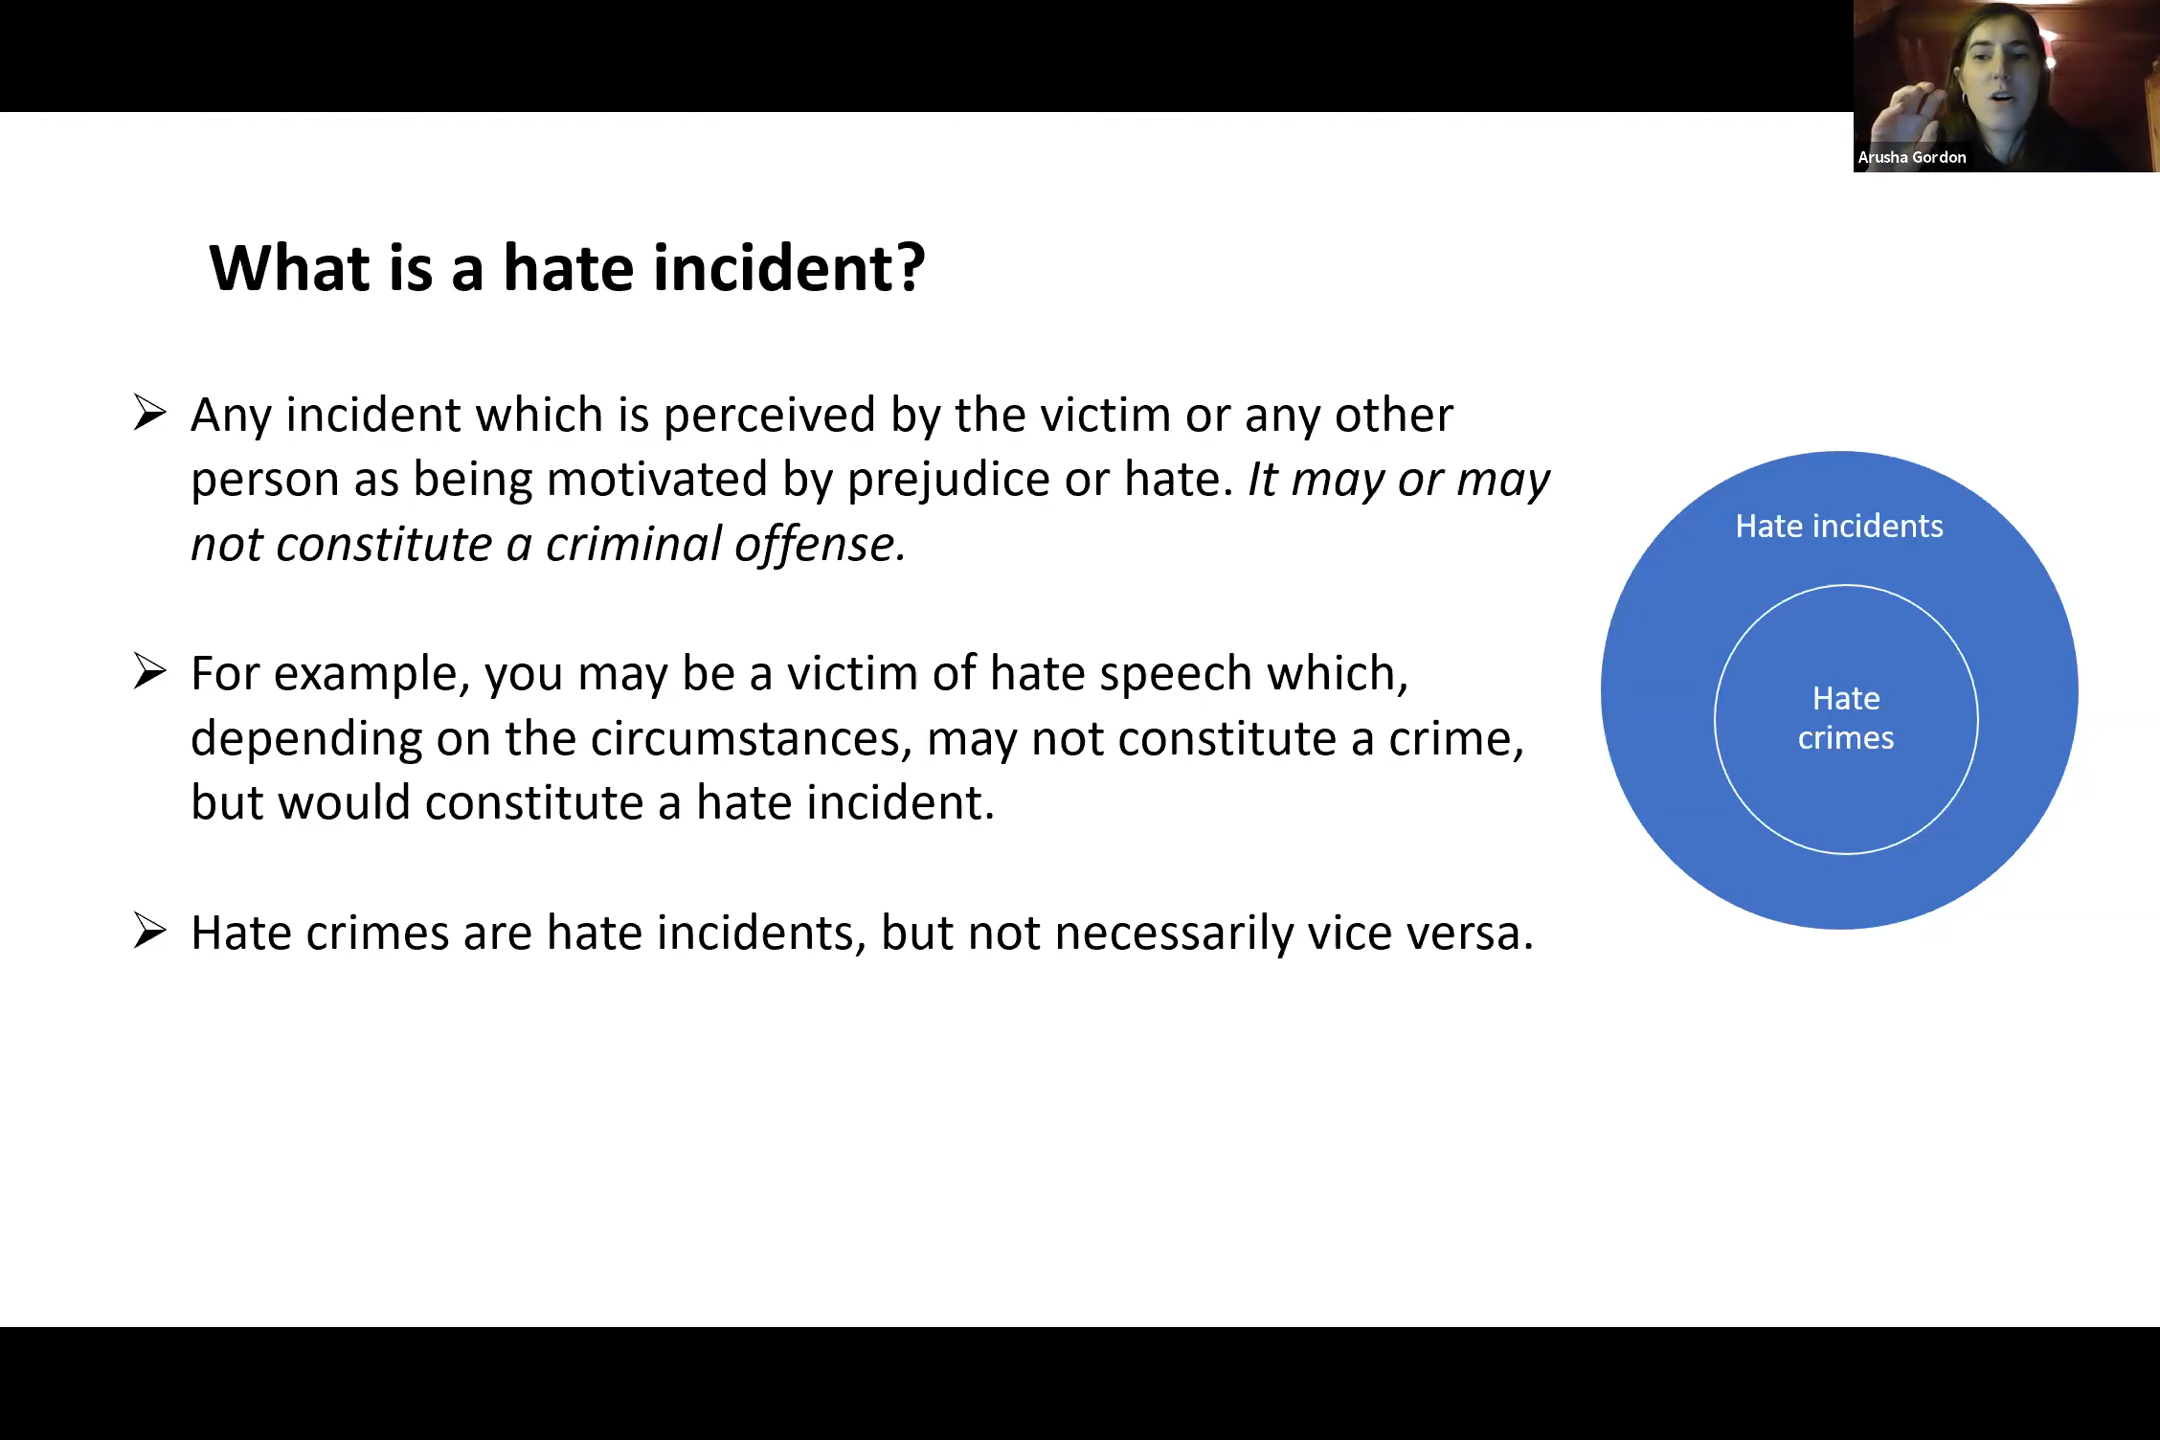 Arusha Gordon
What is a hate incident?
➢ Any incident which is perceived by the victim or any other
person as being motivated by prejudice or hate. It may or may
not constitute a criminal offense.
➢ For example, you may be a victim of hate speech which,
depending on the circumstances, may not constitute a crime,
but would constitute a hate incident.
➢ Hate crimes are hate incidents, but not necessarily vice versa.
Hate incidents
Hate
crimes